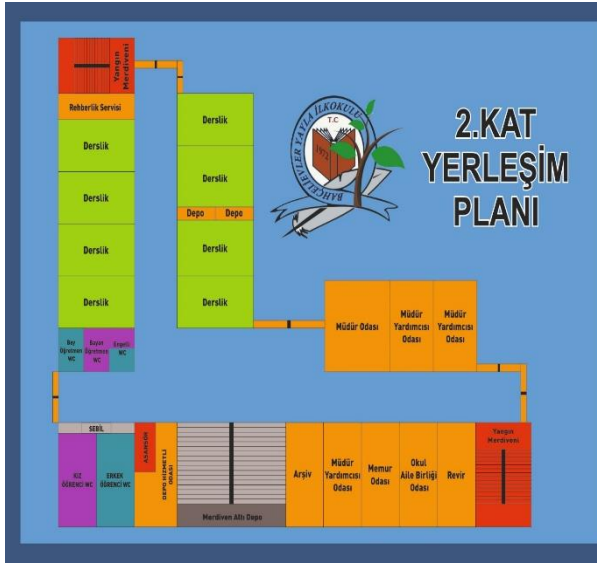 2.KAT
YERLEŞİM
PLANI
T.C
BAHÇELİEVLER YAYLA İLKOKULU
1972
Yangın
Merdiveni
Rehberlik Servisi
Derslik
Derslik
Derslik
Derslik
Bay
Öğretmen
WC
Bayan
Öğretmen
WC
Engelli
WC
Derslik
Derslik
Depo
Depo
Derslik
Derslik
Müdür Odası
Müdür
Yardımcısı
Odası
Müdür
Yardımcısı
Odası
SEBİL
KIZ
ÖĞRENCİ WC
ERKEK
ÖĞRENCİ WC
ASANSÖR
DEPO HİZMETLİ
ODASI
Merdiven Altı Depo
Arşiv
Müdür
Yardımcısı
Odası
Memur
Odası
Okul
Aile Birliği
Odası
Revir
Yangın
Merdiveni